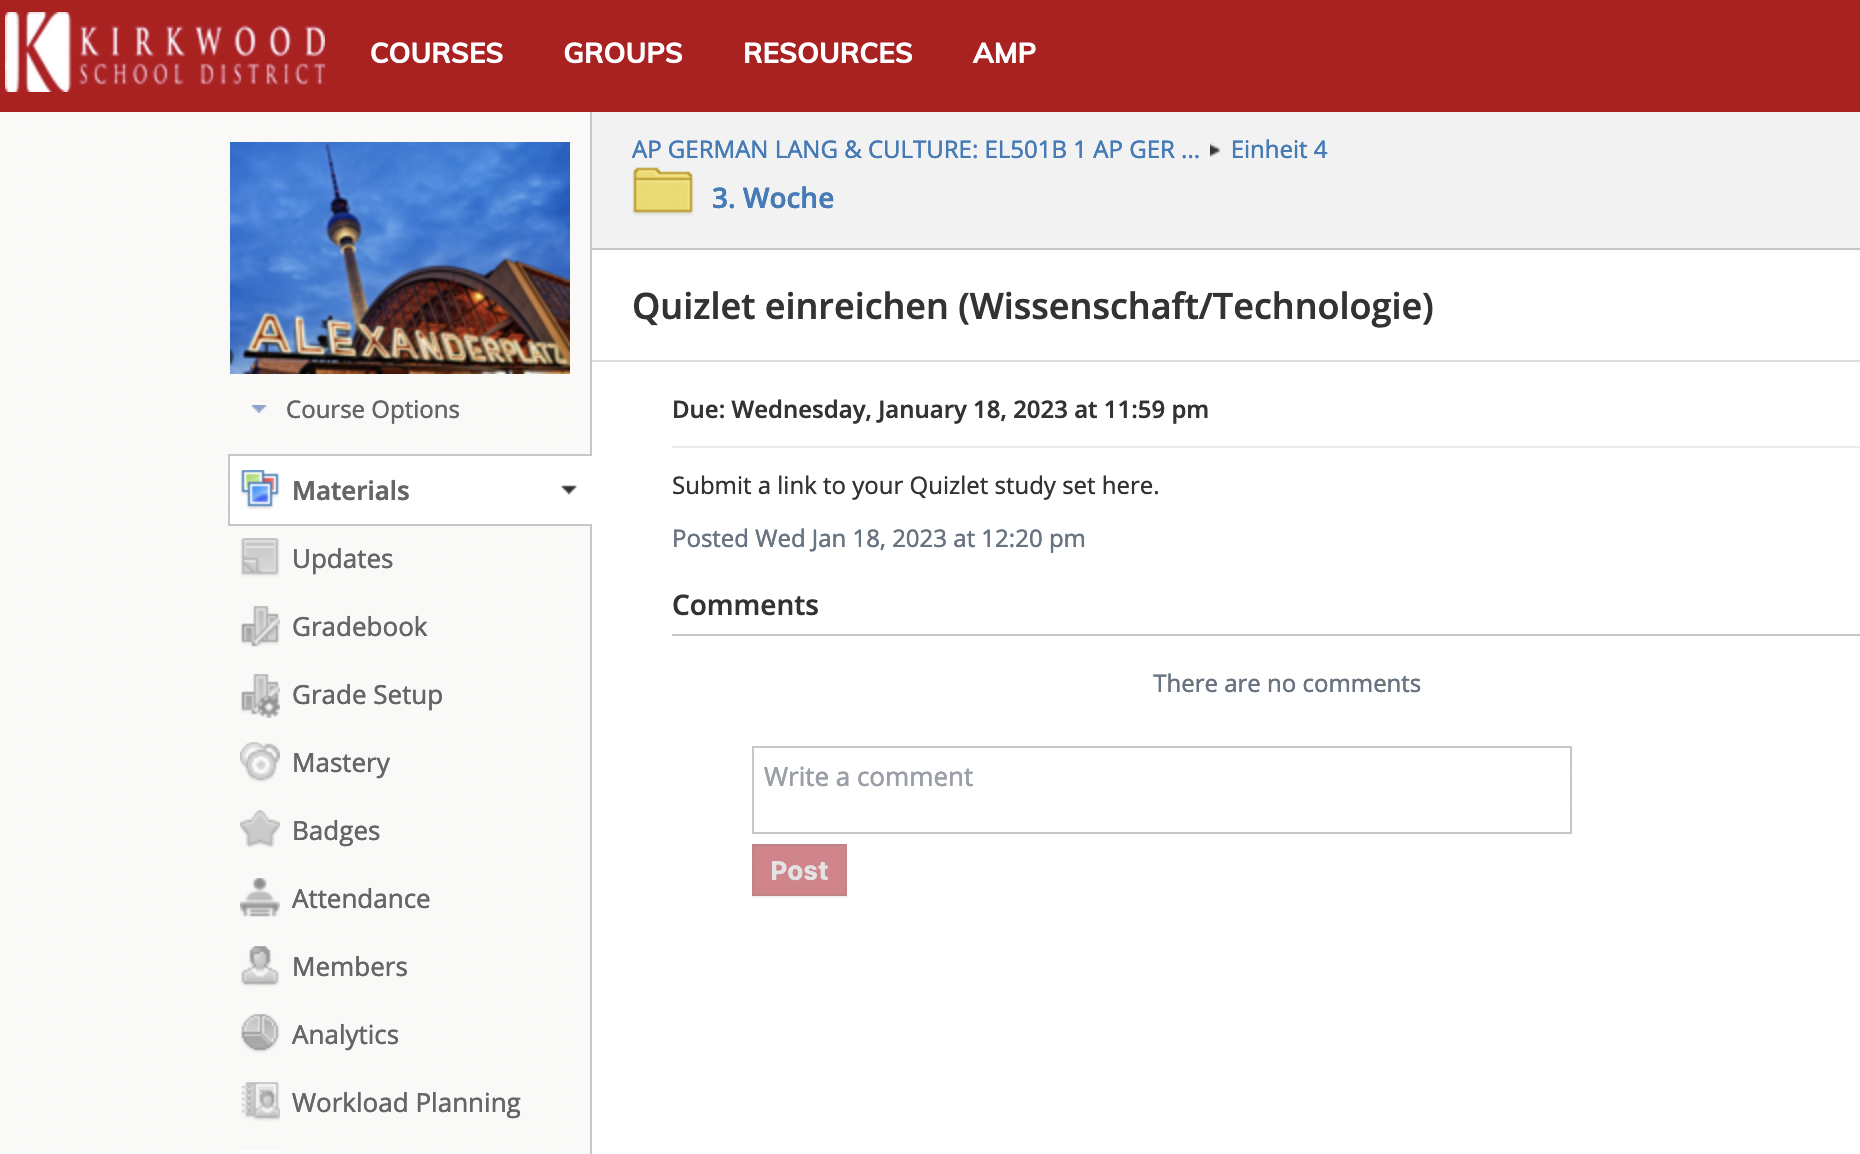 KIRKWOOD
SCHOOL DISTRICT
COURSES GROUPS RESOURCES AMP
ALEXANDERPLATZ
Course Options
Materials
Updates
Gradebook
Grade Setup
Mastery
Badges
Attendance
Members
Analytics
Workload Planning
AP GERMAN LANG & CULTURE: EL501B 1 AP GER ... ▸ Einheit 4
3. Woche
Quizlet einreichen (Wissenschaft/Technologie)
Due: Wednesday, January 18, 2023 at 11:59 pm
Submit a link to your Quizlet study set here.
Posted Wed Jan 18, 2023 at 12:20 pm
Comments
There are no comments
Write a comment
Post